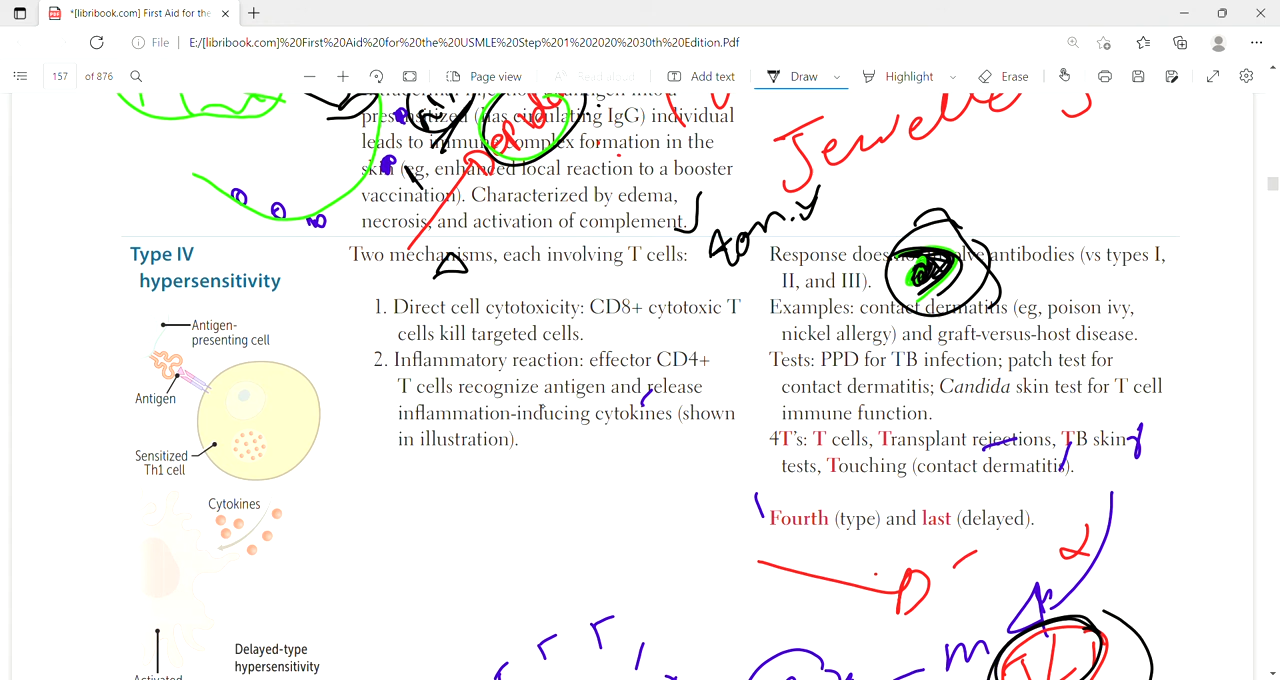 *[libribook.com] First Aid for the
File E:/[libribook.com]%20First%20Aid%20for%20the%20USMLE%20Step%201%202020%2030th%20Edition.Pdf
157 of 876 Page view Read aloud Add text Draw Highlight Erase
presensitized (has circulating IgG) individual
leads to immune complex formation in the
skin (eg, enhanced local reaction to a booster
vaccination). Characterized by edema,
necrosis, and activation of complement.
Jewelery
Type IV
hypersensitivity
Antigen-
presenting cell
Antigen
Sensitized
Th1 cell
Cytokines
Delayed-type
hypersensitivity
Two mechanisms, each involving T cells:
1. Direct cell cytotoxicity: CD8+ cytotoxic T
cells kill targeted cells.
2. Inflammatory reaction: effector CD4+
T cells recognize antigen and release
inflammation-inducing cytokines (shown
in illustration).
Response does antibodies (vs types I,
II, and III).
Examples: contact dermatitis (eg, poison ivy,
nickel allergy) and graft-versus-host disease.
Tests: PPD for TB infection; patch test for
contact dermatitis; Candida skin test for T cell
immune function.
4T's: T cells, Transplant rejections, TB skin
tests, Touching (contact dermatitis).
Fourth (type) and last (delayed).